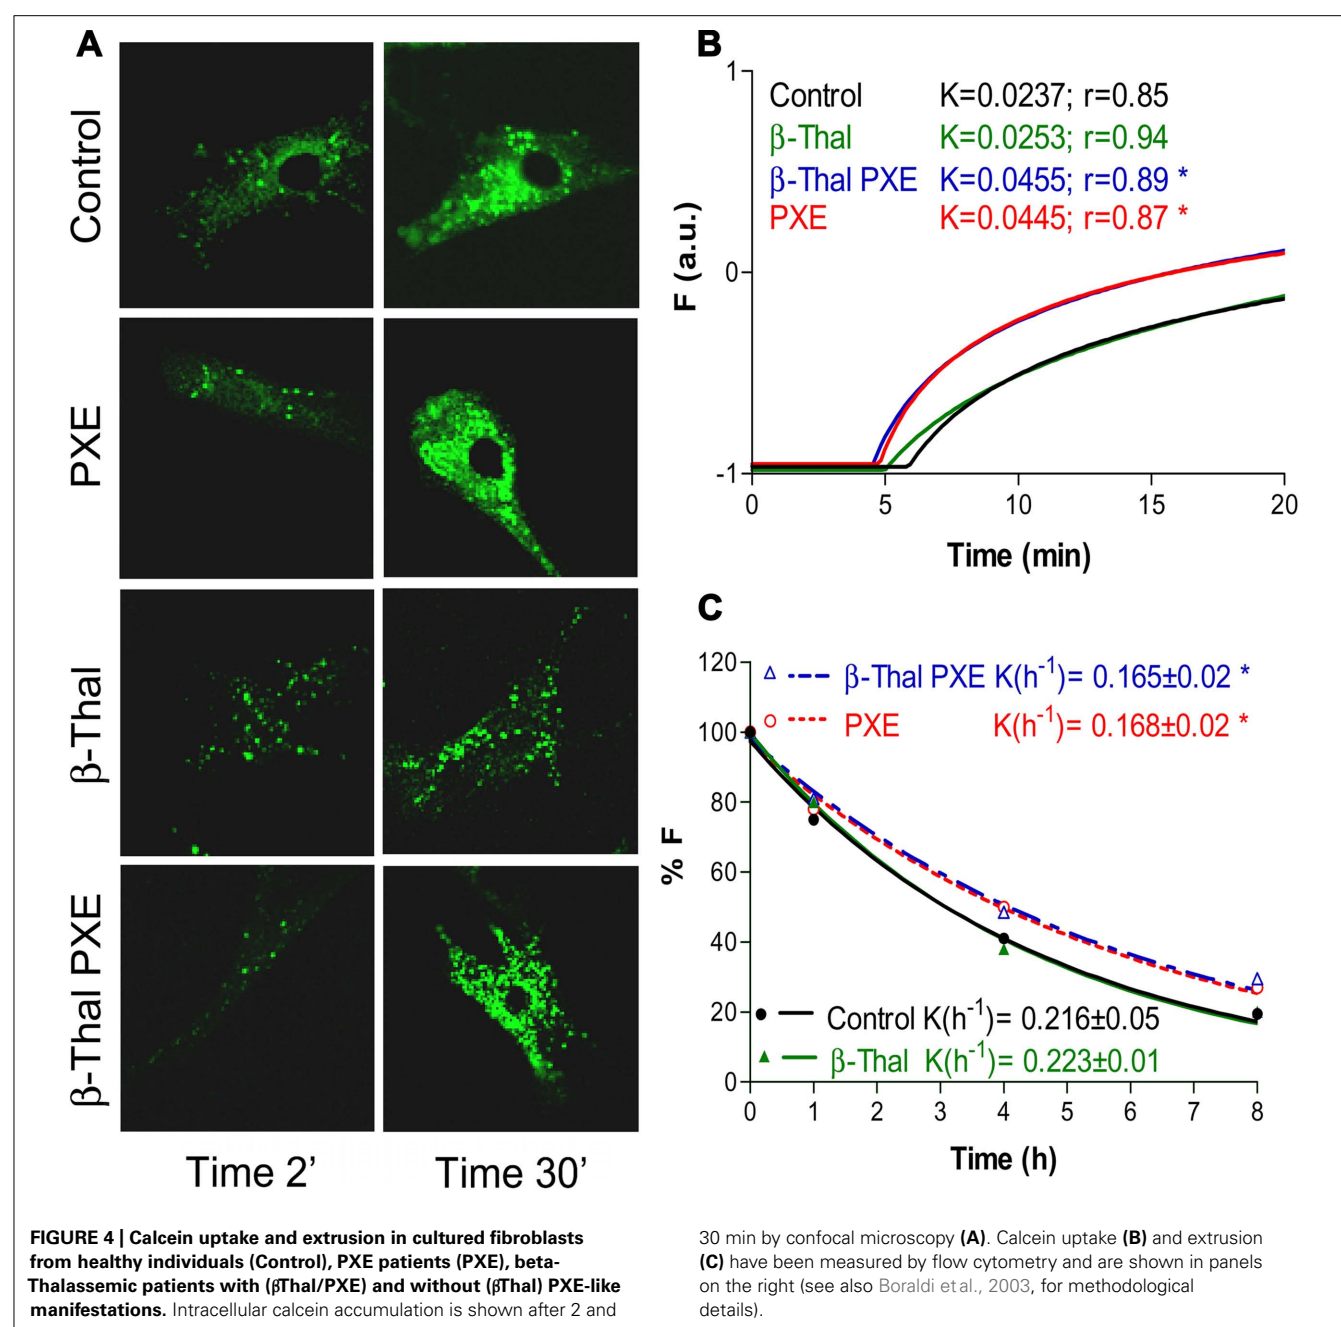 A
Control
PXE
β-Thal
β-Thal PXE
Time 2’
Time 30’
B
Control K=0.0237; r=0.85
β-Thal K=0.0253; r=0.94
β-Thal PXE K=0.0455; r=0.89 *
PXE K=0.0445; r=0.87 *
F (a.u.)
1
0
-1
0 5 10 15 20
Time (min)
C
β-Thal PXE K(h-1)= 0.165±0.02 *
PXE K(h-1)= 0.168±0.02 *
% F
120
100
80
60
40
20
0
Control K(h-1)= 0.216±0.05
β-Thal K(h-1)= 0.223±0.01
0 1 2 3 4 5 6 7 8
Time (h)
FIGURE 4 | Calcein uptake and extrusion in cultured fibroblasts
from healthy individuals (Control), PXE patients (PXE), beta-
Thalassemic patients with (βThal/PXE) and without (βThal) PXE-like
manifestations. Intracellular calcein accumulation is shown after 2 and
30 min by confocal microscopy (A). Calcein uptake (B) and extrusion
(C) have been measured by flow cytometry and are shown in panels
on the right (see also Boraldi et al., 2003, for methodological
details).